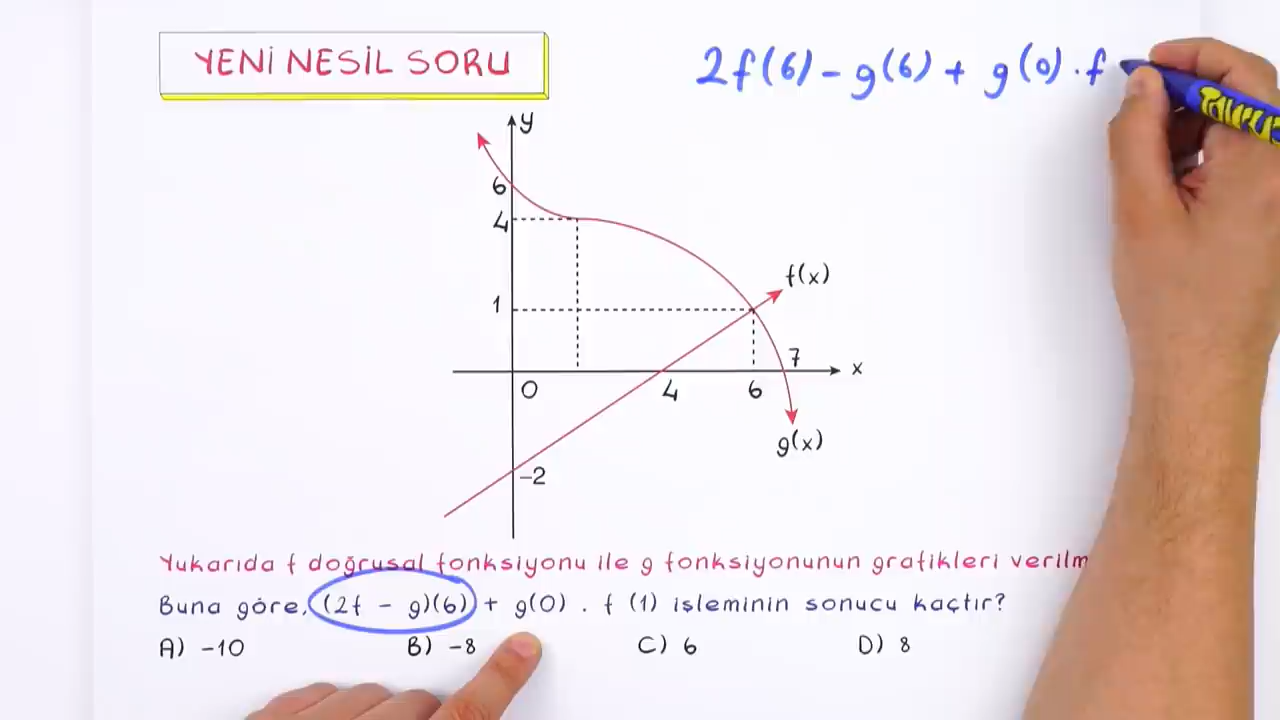 YENİ NESİL SORU
2f(6) - g(6) + g(0) . f
Taurus
y
6
4
1
f(x)
7
x
0
4
6
g(x)
-2
Yukarıda f doğrusal fonksiyonu ile g fonksiyonunun grafikleri verilm
Buna göre, (2f - g)(6) + g(0) . f (1) işleminin sonucu kaçtır?
A) -10 B) -8 C) 6 D) 8